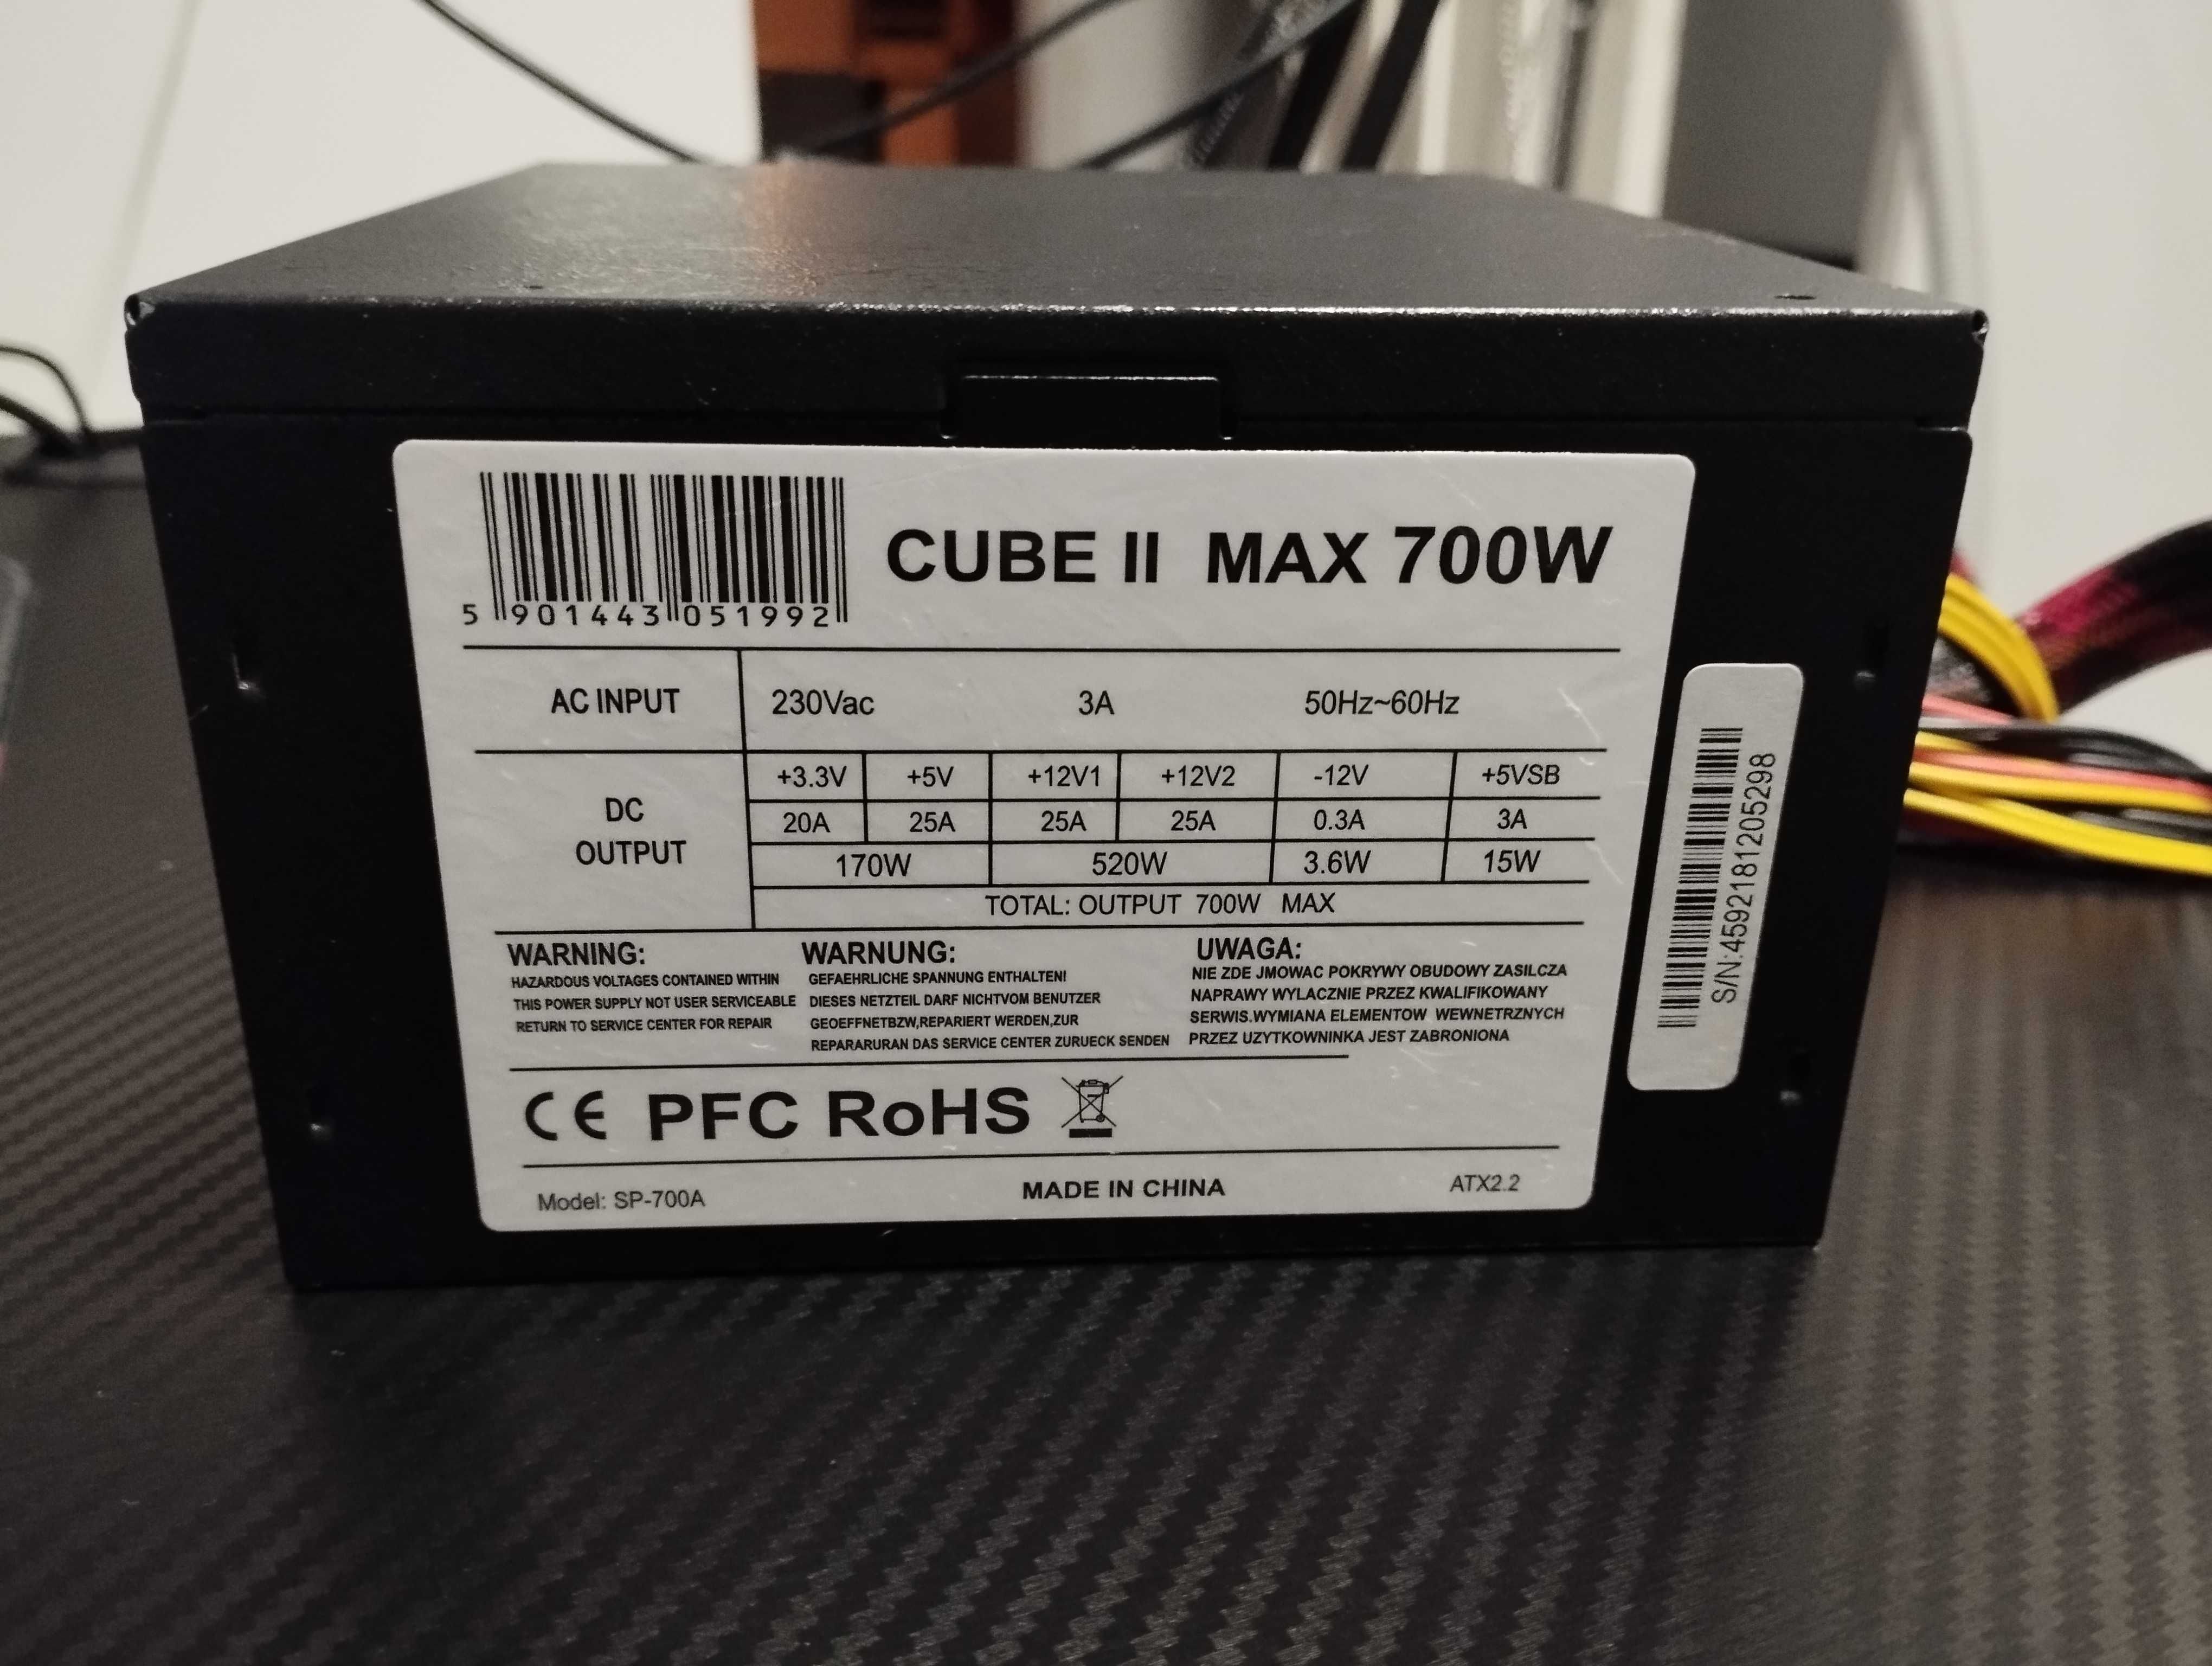 5 901443 051992
CUBE II MAX 700W
AC INPUT 230Vac 3A 50Hz~60Hz
DC OUTPUT
+3.3V +5V +12V1 +12V2 -12V +5VSB
20A 25A 25A 25A 0.3A 3A
170W 520W 3.6W 15W
TOTAL: OUTPUT 700W MAX
WARNING:
HAZARDOUS VOLTAGES CONTAINED WITHIN
THIS POWER SUPPLY NOT USER SERVICEABLE
RETURN TO SERVICE CENTER FOR REPAIR
WARNUNG:
GEFAEHRLICHE SPANNUNG ENTHALTEN!
DIESES NETZTEIL DARF NICHTVOM BENUTZER
GEOEFFNETBZW,REPARIERT WERDEN,ZUR
REPARARURAN DAS SERVICE CENTER ZURUECK SENDEN
UWAGA:
NIE ZDE JMOWAC POKRYWY OBUDOWY ZASILCZA
NAPRAWY WYLACZNIE PRZEZ KWALIFIKOWANY
SERWIS.WYMIANA ELEMENTOW WEWNETRZNYCH
PRZEZ UZYTKOWNINKA JEST ZABRONIONA
CE PFC RoHS
Model: SP-700A MADE IN CHINA ATX2.2
S/N:459218120​5298